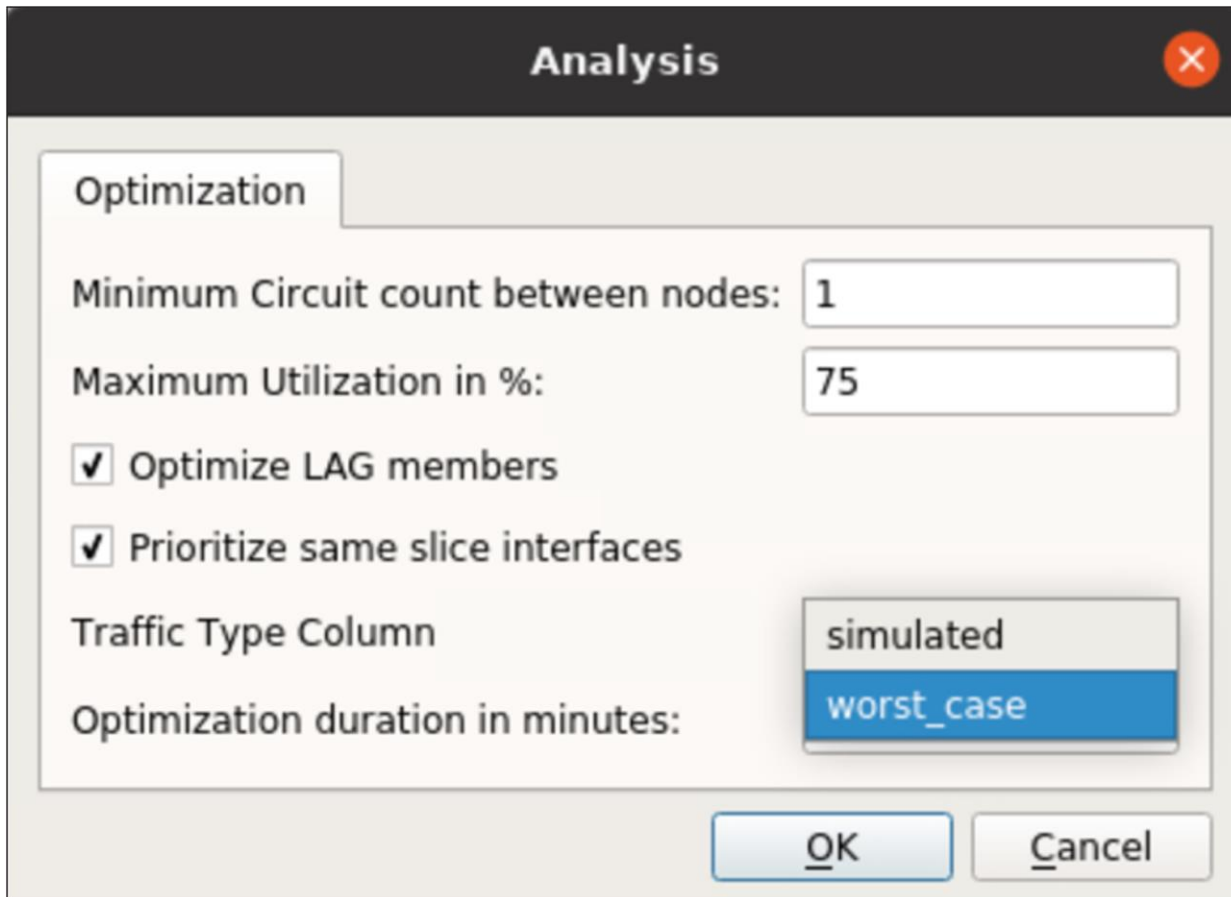 Analysis
Optimization
Minimum Circuit count between nodes: 1
Maximum Utilization in %: 75
Optimize LAG members
Prioritize same slice interfaces
Traffic Type Column simulated
worst_case
Optimization duration in minutes:
OK Cancel